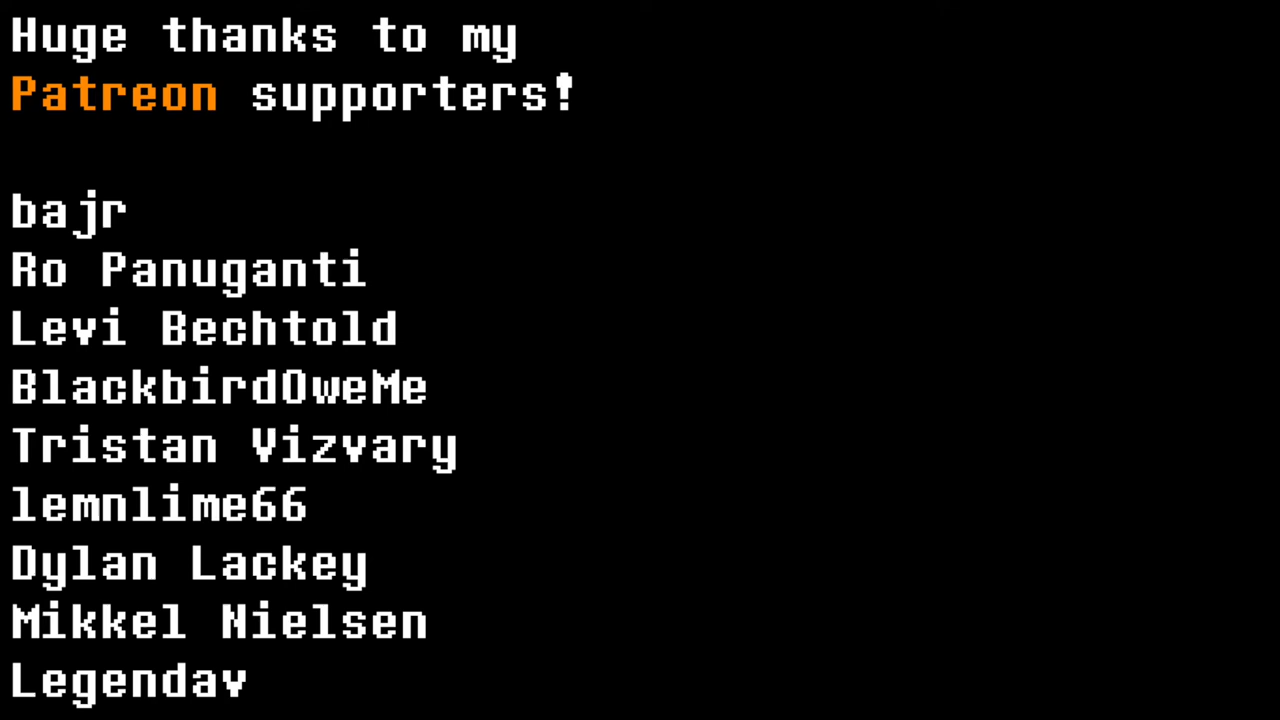 Huge thanks to my
Patreon supporters!
bajr
Ro Panuganti
Levi Bechtold
BlackbirdOweMe
Tristan Vizvary
lemnlime66
Dylan Lackey
Mikkel Nielsen
Legendav